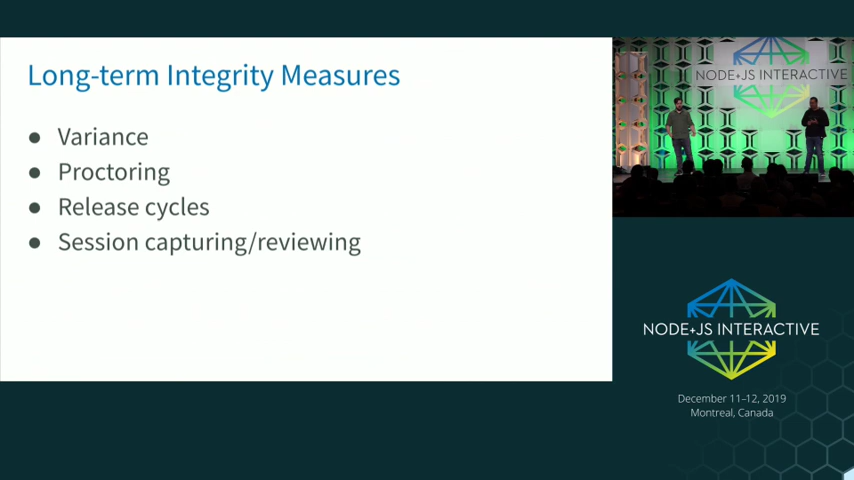 Long-term Integrity Measures
● Variance
● Proctoring
● Release cycles
● Session capturing/reviewing
NODE+JS INTERACTIVE
NODE+JS INTERACTIVE
December 11–12, 2019
Montreal, Canada